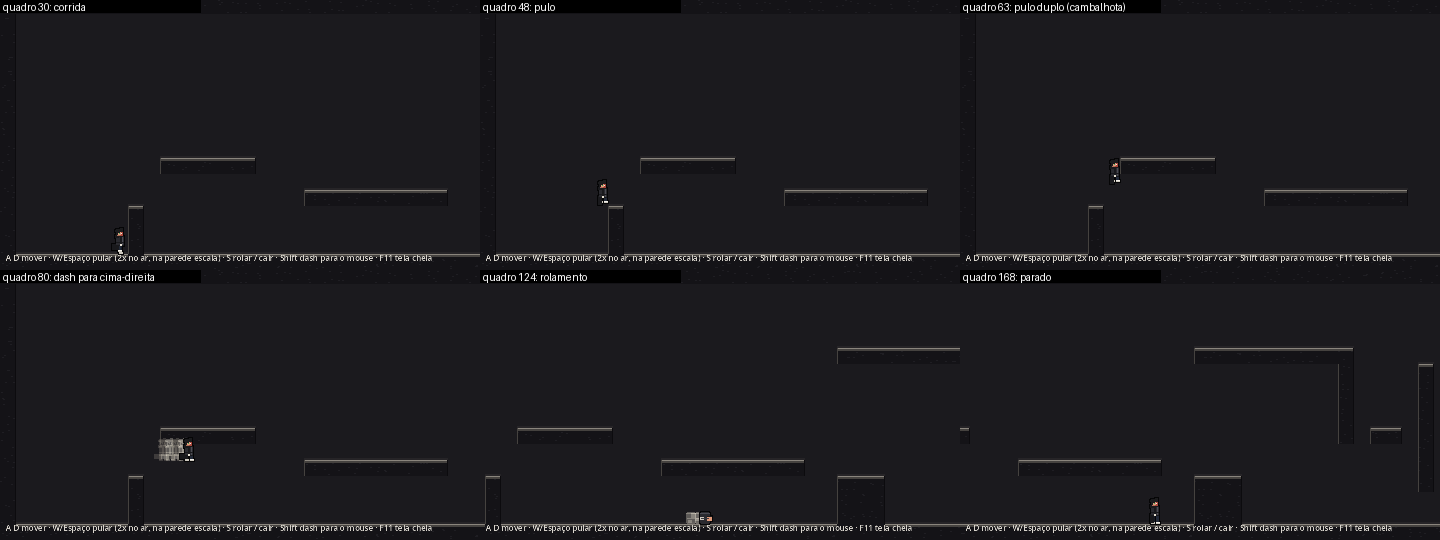 quadro 30: corrida
quadro 48: pulo
quadro 63: pulo duplo (cambalhota)
A D mover · W/Espaço pular (2x no ar, na parede escala) · S rolar / cair · Shift dash para o mouse · F11 tela cheia
A D mover · W/Espaço pular (2x no ar, na parede escala) · S rolar / cair · Shift dash para o mouse · F11 tela cheia
A D mover · W/Espaço pular (2x no ar, na parede escala) · S rolar / cair · Shift dash para o mouse · F11 tela cheia
quadro 80: dash para cima-direita
quadro 124: rolamento
quadro 168: parado
A D mover · W/Espaço pular (2x no ar, na parede escala) · S rolar / cair · Shift dash para o mouse · F11 tela cheia
A D mover · W/Espaço pular (2x no ar, na parede escala) · S rolar / cair · Shift dash para o mouse · F11 tela cheia
A D mover · W/Espaço pular (2x no ar, na parede escala) · S rolar / cair · Shift dash para o mouse · F11 tela cheia